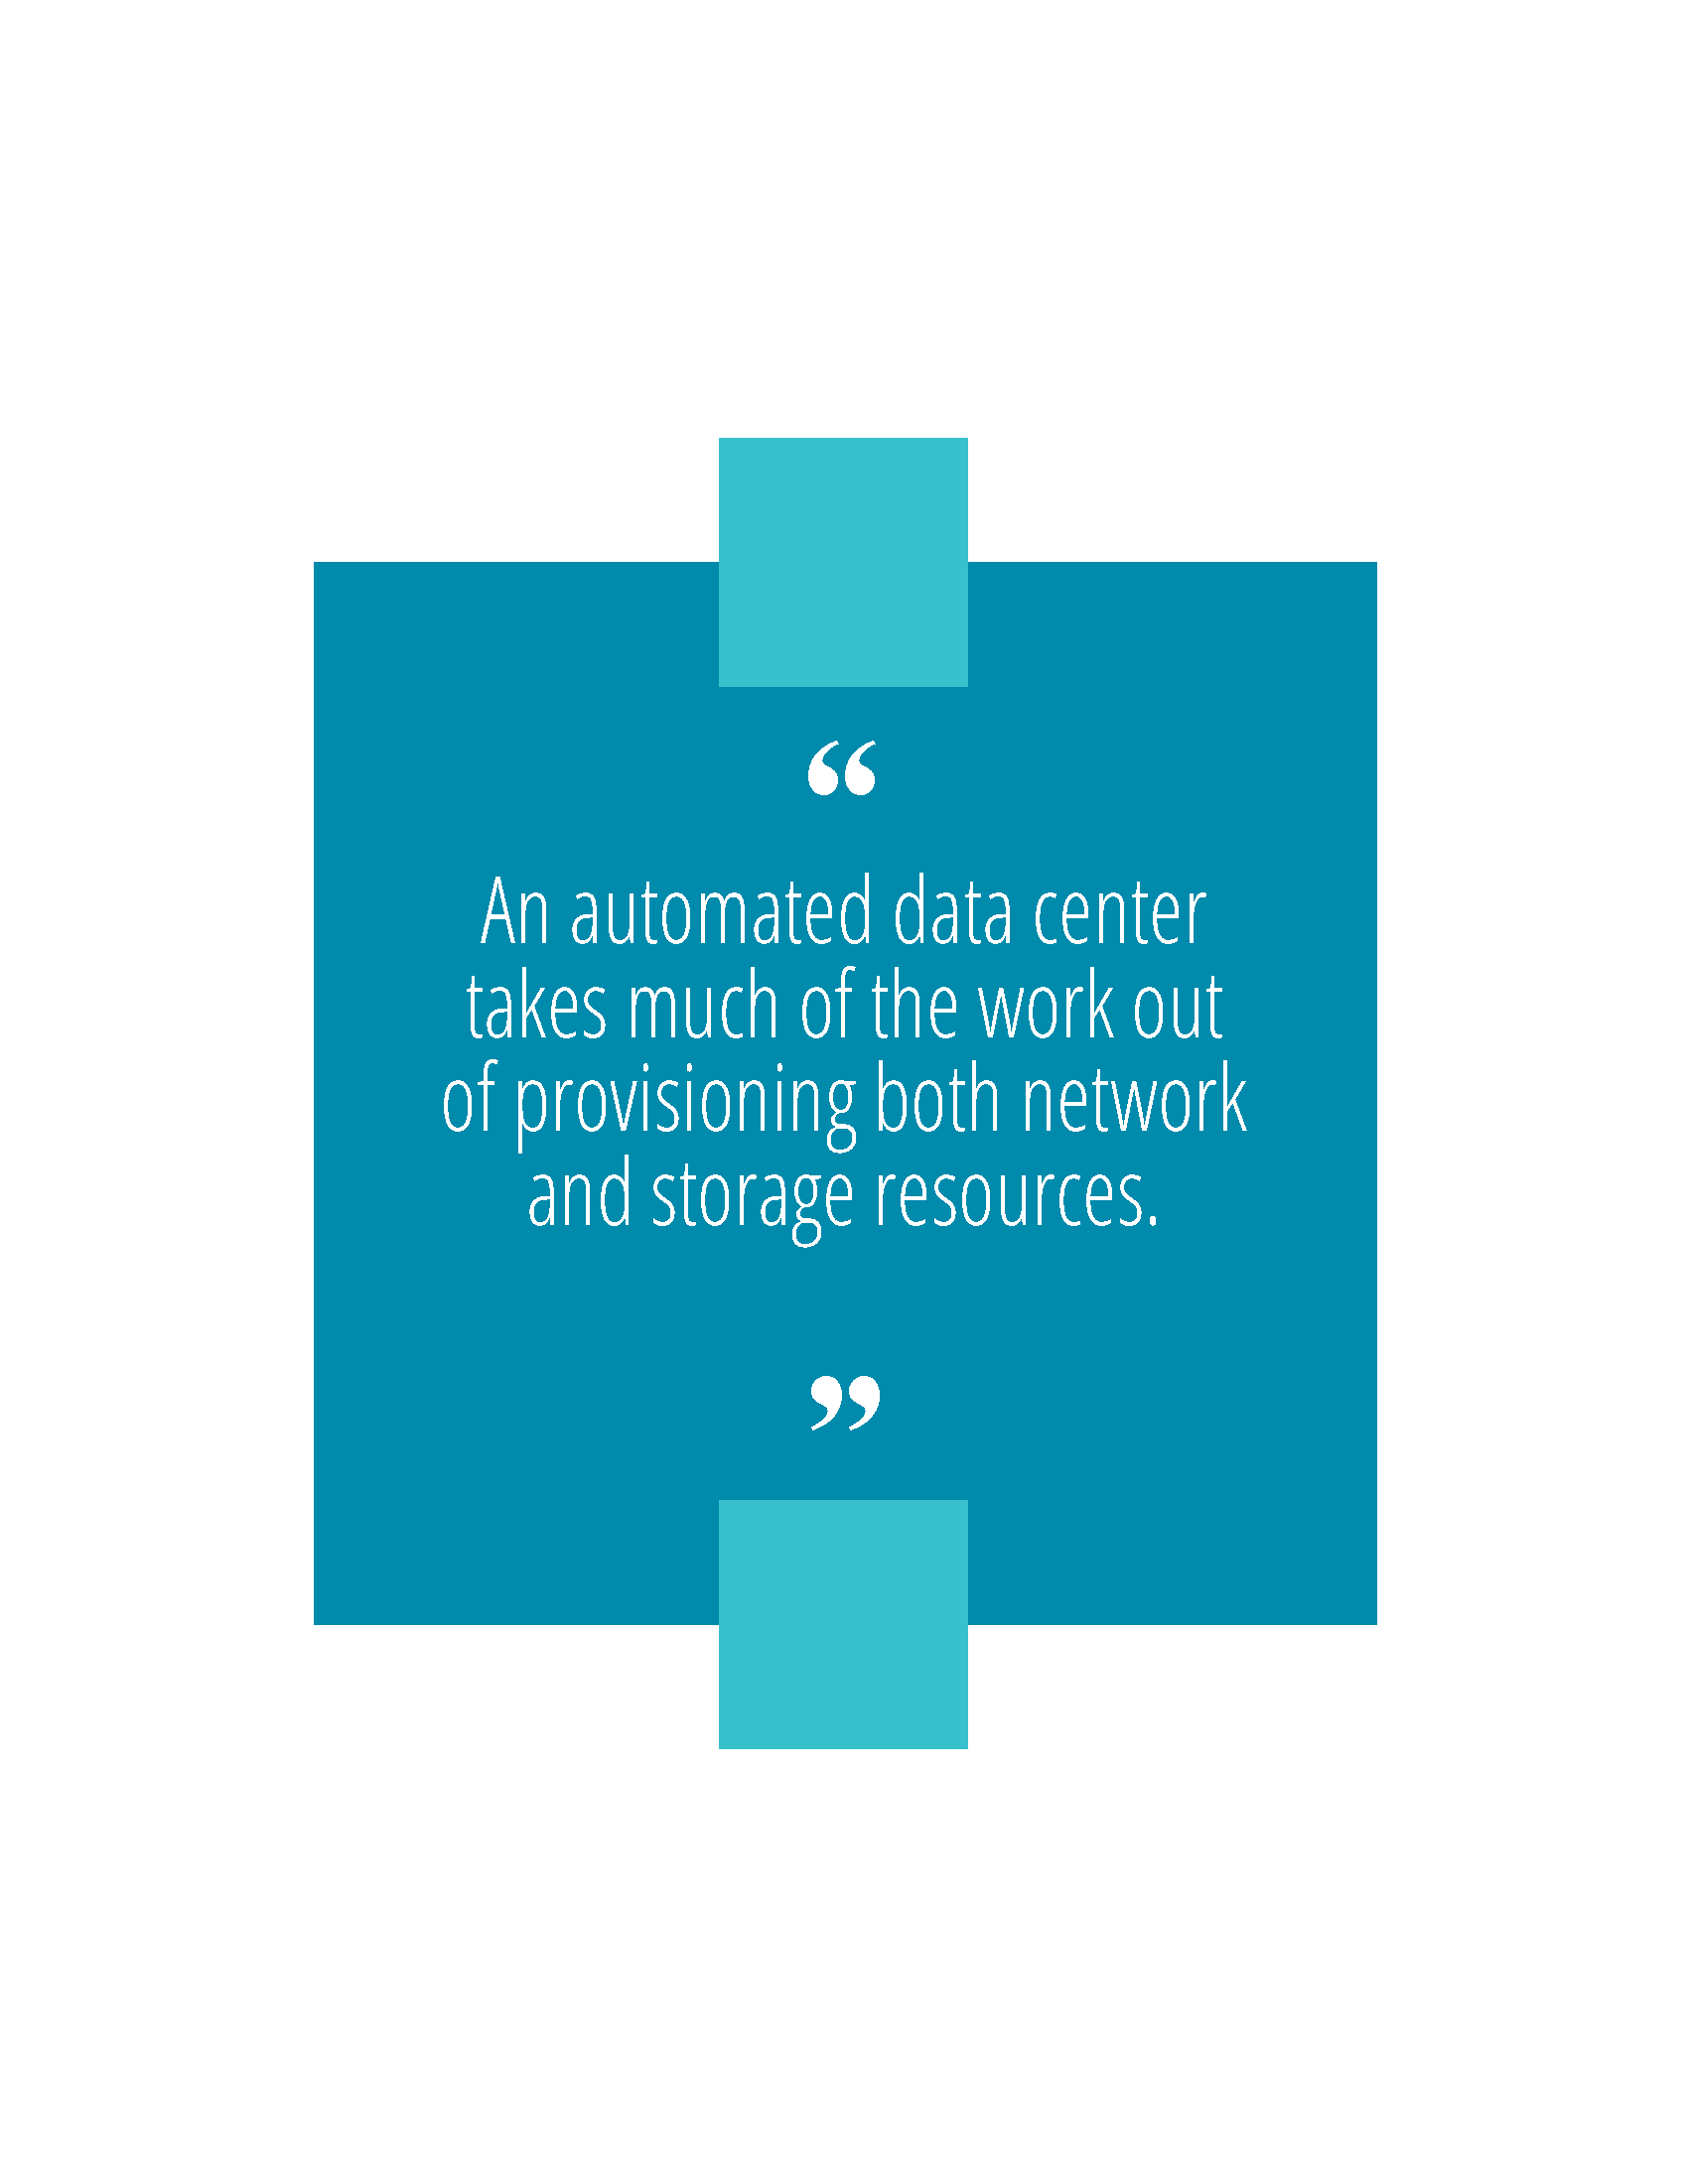 “
An automated data center
takes much of the work out
of provisioning both network
and storage resources.
”